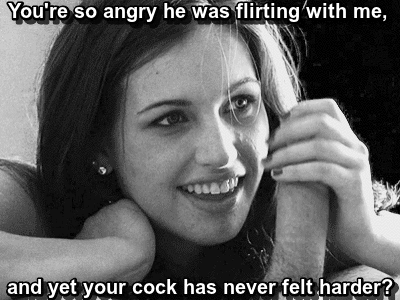 You're so angry he was flirting with me,
and yet your cock has never felt harder?